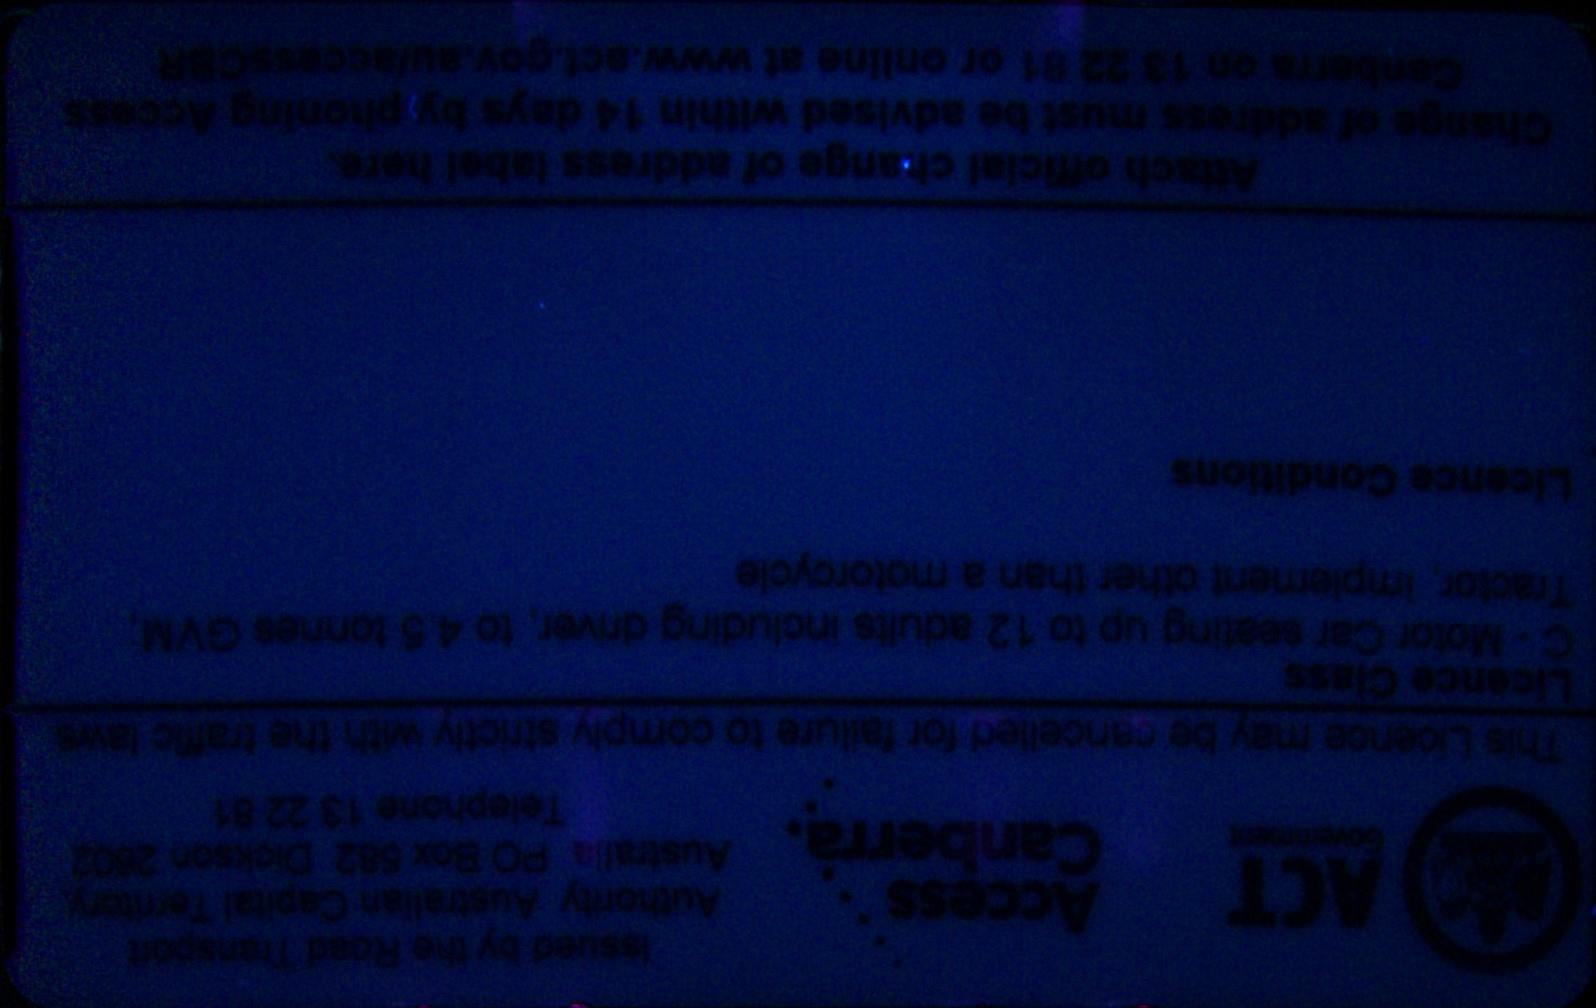 ACT
Government
Access
Canberra.
Issued by the Road Transport
Authority Australian Capital Territory
Australia PO Box 582 Dickson 2602
Telephone 13 22 81
This Licence may be cancelled for failure to comply strictly with the traffic laws
Licence Class
C - Motor Car seating up to 12 adults including driver, to 4.5 tonnes GVM;
Tractor, Implement other than a motorcycle
Licence Conditions
Attach official change of address label here.
Change of address must be advised within 14 days by phoning Access
Canberra on 13 22 81 or online at www.act.gov.au/accessCBR